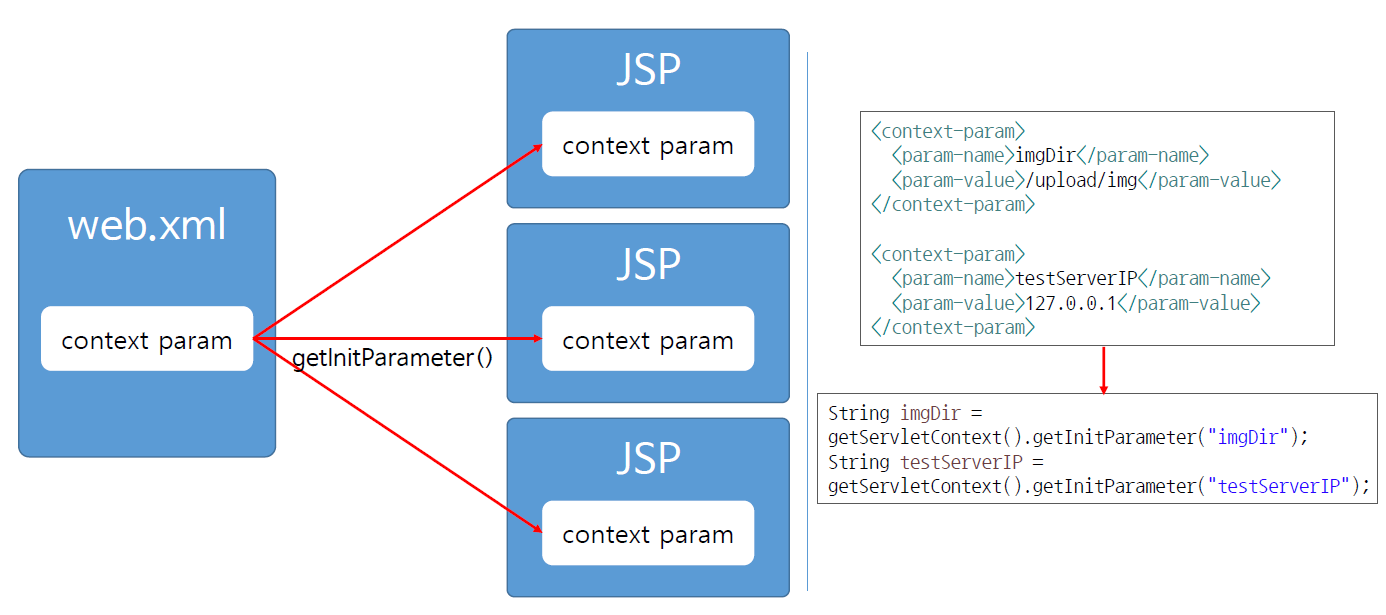 web.xml
context param
getInitParameter()
JSP
context param
JSP
context param
JSP
context param
<context-param>
<param-name>imgDir</param-name>
<param-value>/upload/img</param-value>
</context-param>
<context-param>
<param-name>testServerIP</param-name>
<param-value>127.0.0.1</param-value>
</context-param>
String imgDir =
getServletContext().getInitParameter("imgDir");
String testServerIP =
getServletContext().getInitParameter("testServerIP");